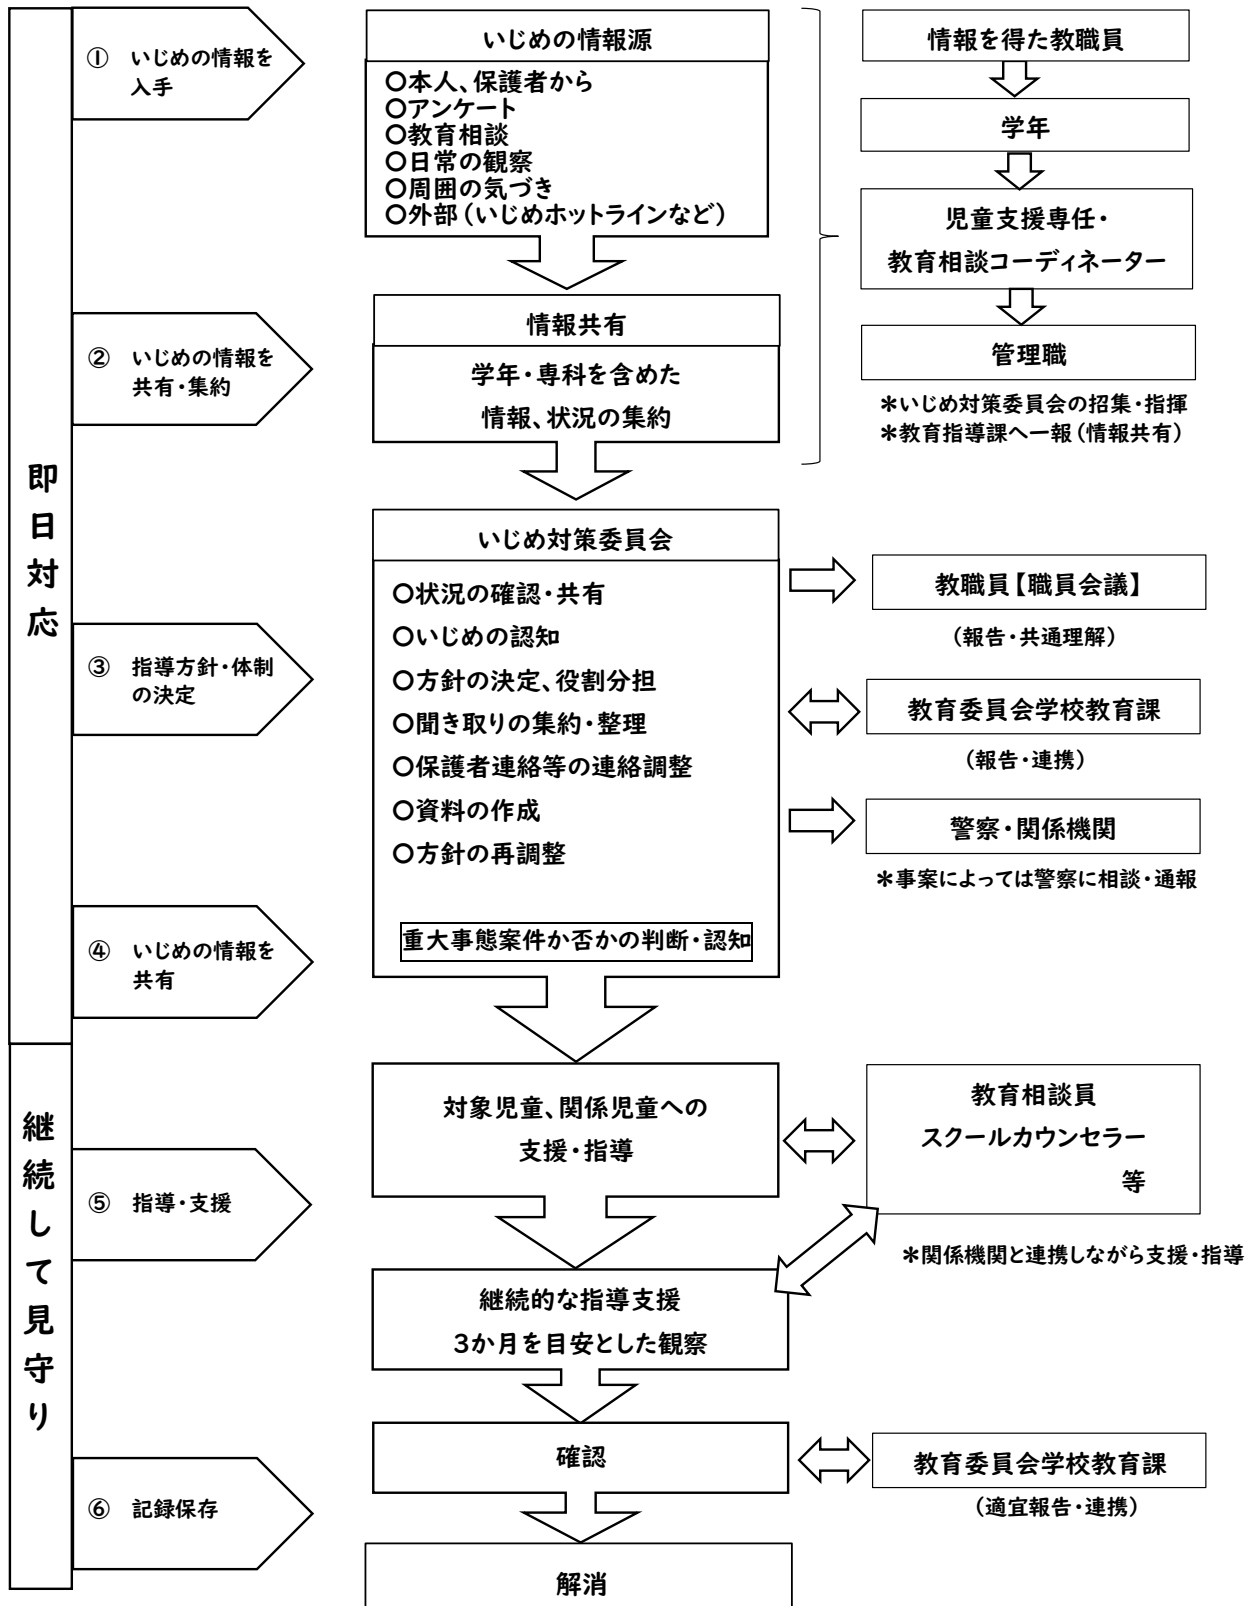 即日対応
継続して見守り
① いじめの情報を
入手
② いじめの情報を
共有・集約
③ 指導方針・体制
の決定
④ いじめの情報を
共有
⑤ 指導・支援
⑥ 記録保存
いじめの情報源
〇本人、保護者から
〇アンケート
〇教育相談
〇日常の観察
〇周囲の気づき
〇外部（いじめホットラインなど）
情報共有
学年・専科を含めた
情報、状況の集約
いじめ対策委員会
〇状況の確認・共有
〇いじめの認知
〇方針の決定、役割分担
〇聞き取りの集約・整理
〇保護者連絡等の連絡調整
〇資料の作成
〇方針の再調整
重大事態案件か否かの判断・認知
対象児童、関係児童への
支援・指導
継続的な指導支援
３か月を目安とした観察
確認
解消
情報を得た教職員
学年
児童支援専任・
教育相談コーディネーター
管理職
＊いじめ対策委員会の招集・指揮
＊教育指導課へ一報（情報共有）
教職員【職員会議】
（報告・共通理解）
教育委員会学校教育課
（報告・連携）
警察・関係機関
＊事案によっては警察に相談・通報
教育相談員
スクールカウンセラー
等
＊関係機関と連携しながら支援・指導
教育委員会学校教育課
（適宜報告・連携）